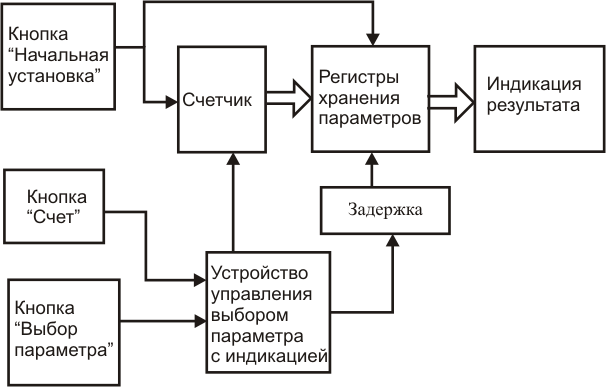 Кнопка
“Начальная
установка”
Счетчик
Регистры
хранения
параметров
Индикация
результата
Кнопка
“Счет”
Задержка
Кнопка
“Выбор
параметра”
Устройство
управления
выбором
параметра
с индикацией